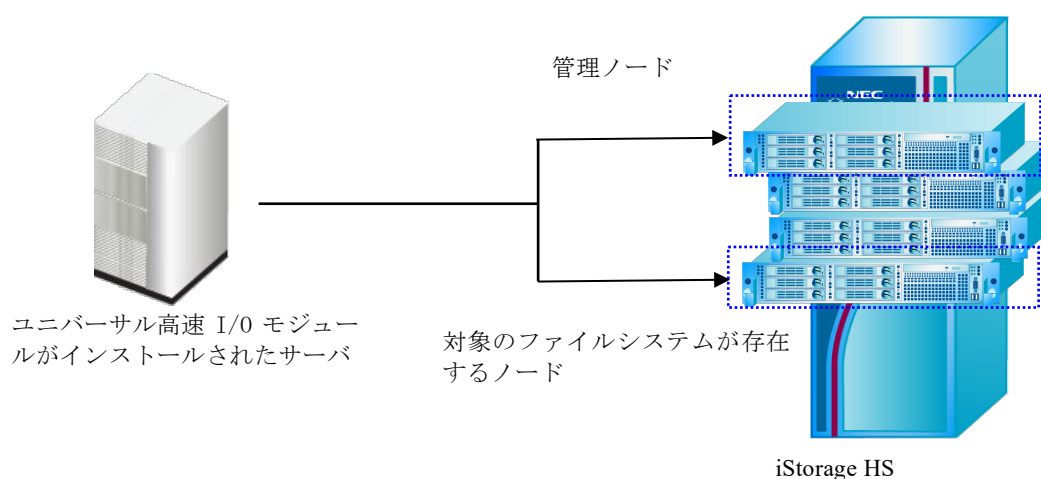 管理ノード
NEC
ユニバーサル高速 I/O モジュー
ルがインストールされたサーバ
対象のファイルシステムが存在
するノード
iStorage HS